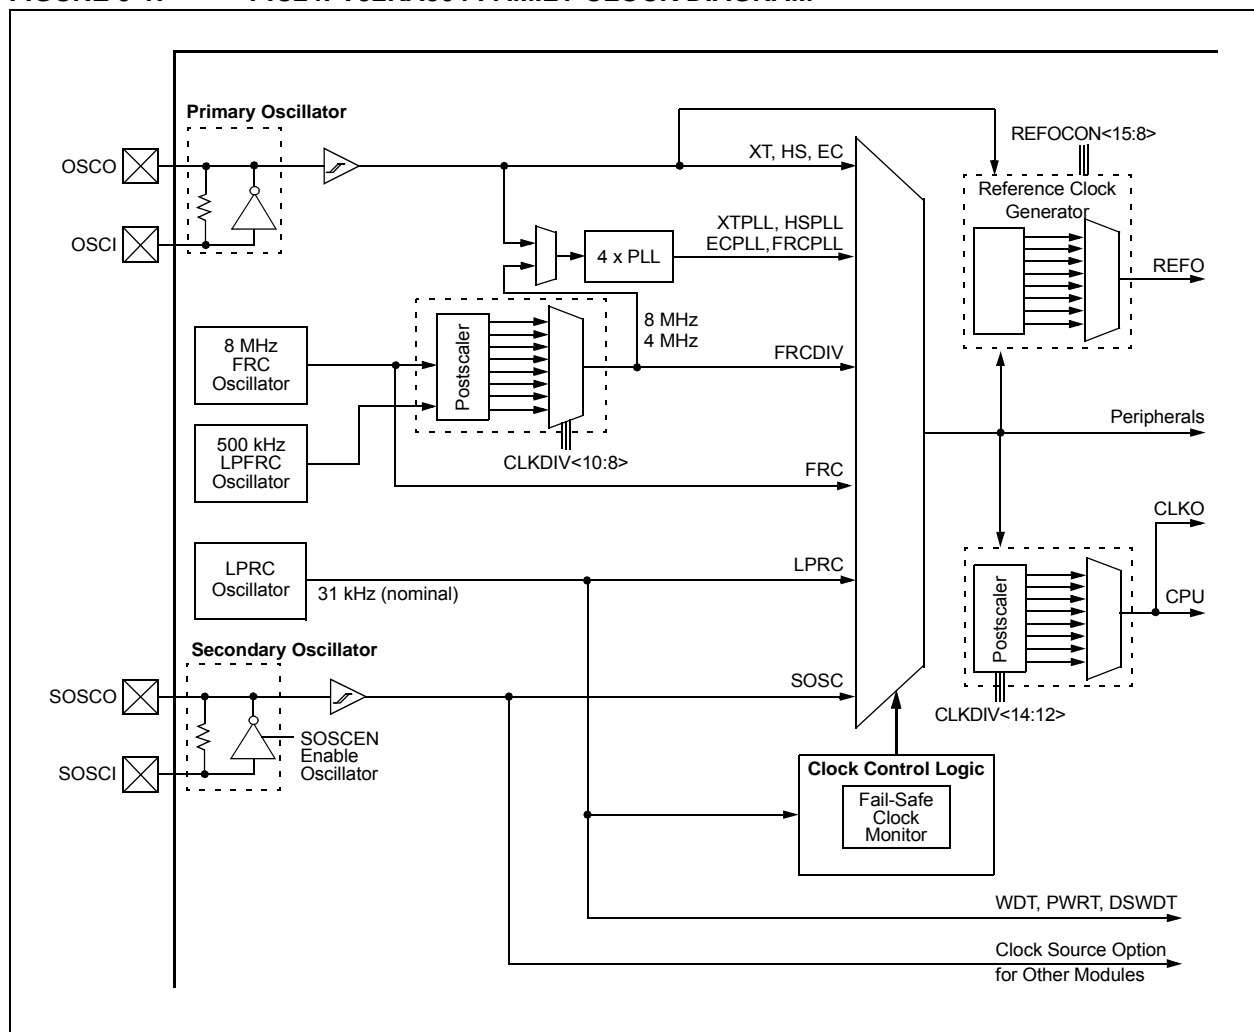 Primary Oscillator
OSCO
OSCI
XT, HS, EC
REFOCON<15:8>
Reference Clock
Generator
REFO
XTPLL, HSPLL
ECPLL,FRCPLL
4 x PLL
8 MHz
FRC
Oscillator
Postscaler
8 MHz
4 MHz
FRCDIV
Peripherals
500 kHz
LPFRC
Oscillator
CLKDIV<10:8>
FRC
CLKO
LPRC
Oscillator
31 kHz (nominal)
LPRC
Postscaler
CPU
CLKDIV<14:12>
Secondary Oscillator
SOSCO
SOSCI
SOSCEN
Enable
Oscillator
SOSC
Clock Control Logic
Fail-Safe
Clock
Monitor
WDT, PWRT, DSWDT
Clock Source Option
for Other Modules